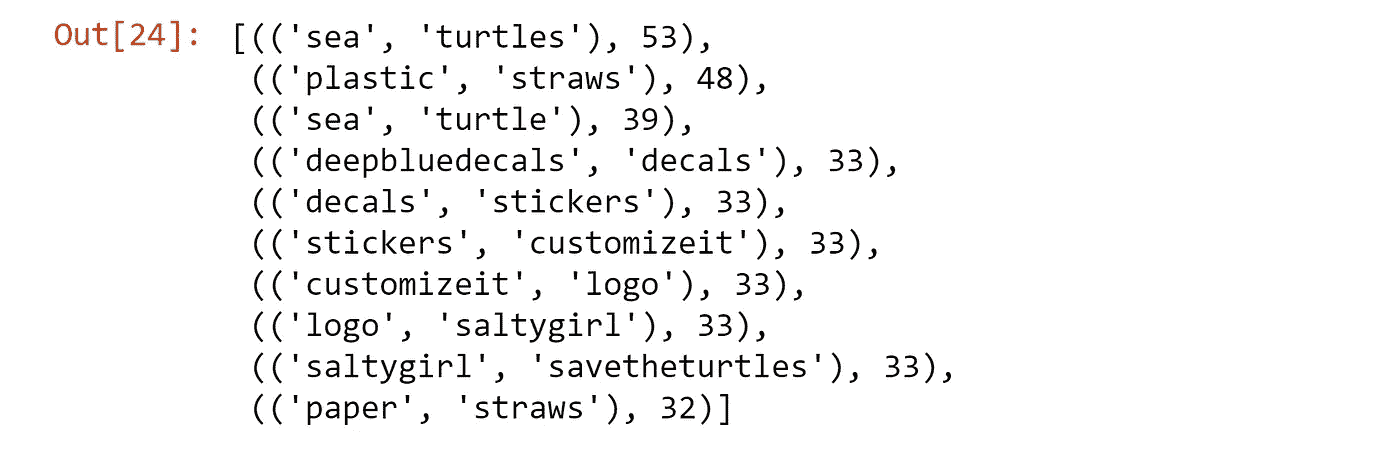 Out[24]: [(('sea', 'turtles'), 53),
(('plastic', 'straws'), 48),
(('sea', 'turtle'), 39),
(('deepbluedecals', 'decals'), 33),
(('decals', 'stickers'), 33),
(('stickers', 'customizeit'), 33),
(('customizeit', 'logo'), 33),
(('logo', 'saltygirl'), 33),
(('saltygirl', 'savetheturtles'), 33),
(('paper', 'straws'), 32)]